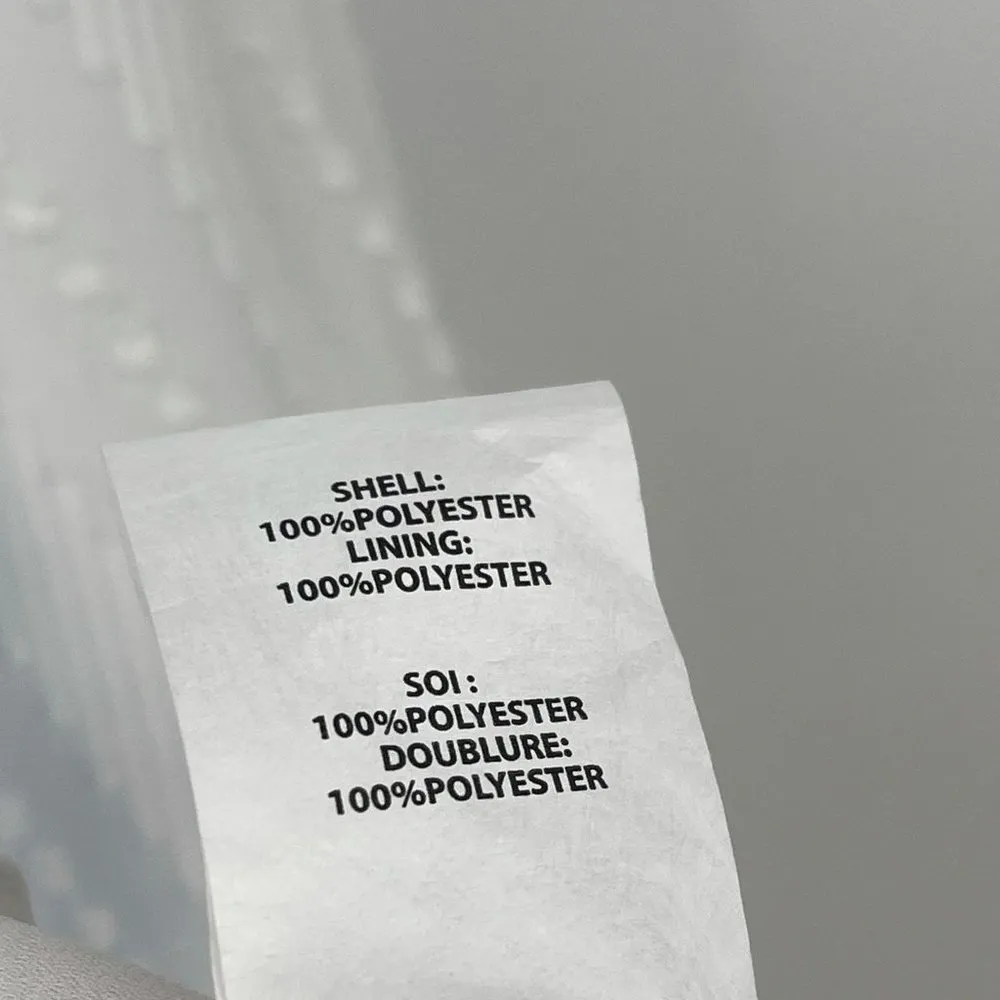 SHELL:
100%POLYESTER
LINING:
100%POLYESTER
SOI :
100%POLYESTER
DOUBLURE:
100%POLYESTER